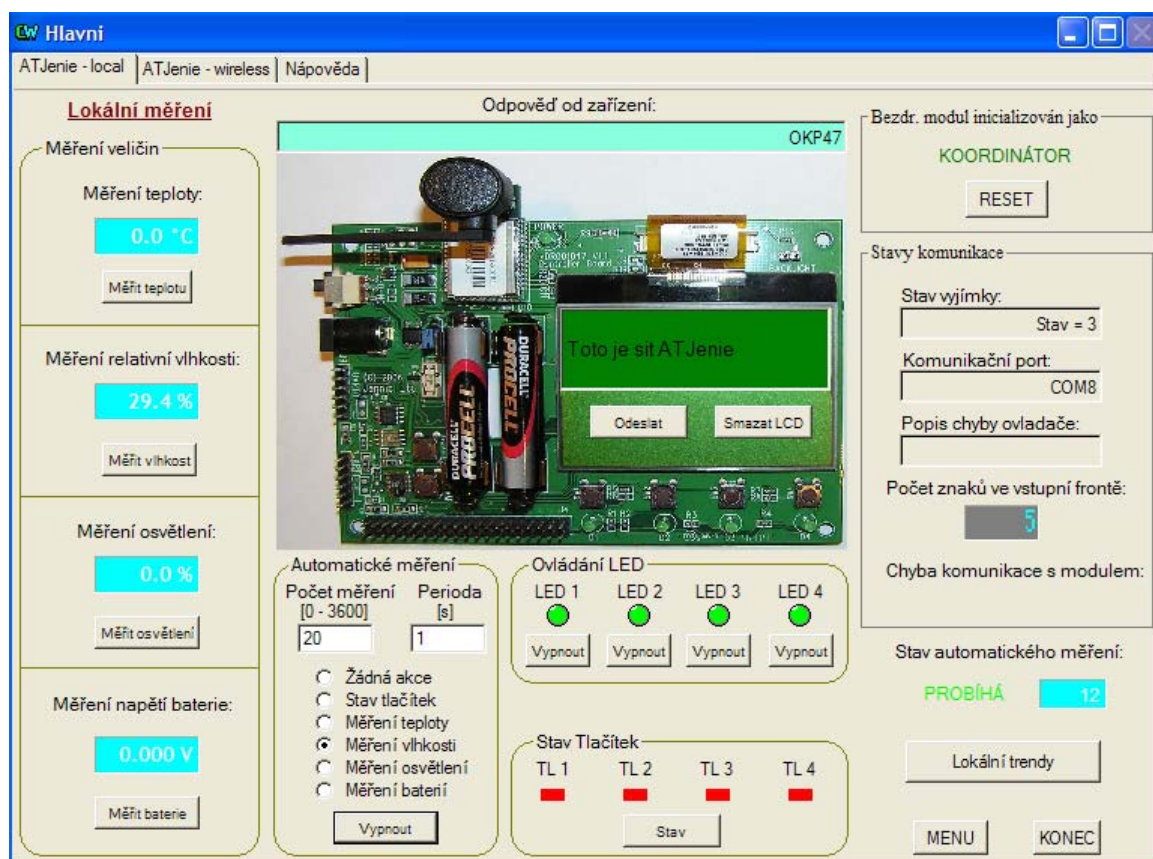 CW Hlavni
ATJenie - local
ATJenie - wireless
Nápověda
Lokální měření
Měření veličin
Měření teploty:
0.0 °C
Měřit teplotu
Měření relativní vlhkosti:
29.4 %
Měřit vlhkost
Měření osvětlení:
0.0 %
Měřit osvětlení
Měření napětí baterie:
0.000 V
Měřit baterie
Odpověď od zařízení:
OKP47
POWER
BACKLIGHT
DURACELL
PROCELL
DURACELL
PROCELL
Toto je sit ATJenie
Odeslat
Smazat LCD
Automatické měření
Počet měření
[0 - 3600]
Perioda
[s]
20
1
Žádná akce
Stav tlačítek
Měření teploty
Měření vlhkosti
Měření osvětlení
Měření baterií
Vypnout
Ovládání LED
LED 1 LED 2 LED 3 LED 4
Vypnout Vypnout Vypnout Vypnout
Stav Tlačítek
TL 1 TL 2 TL 3 TL 4
Stav
Bezdr. modul inicializován jako
KOORDINÁTOR
RESET
Stavy komunikace
Stav vyjímky:
Stav = 3
Komunikační port:
COM8
Popis chyby ovladače:
Počet znaků ve vstupní frontě:
5
Chyba komunikace s modulem:
Stav automatického měření:
PROBÍHÁ
12
Lokální trendy
MENU
KONEC